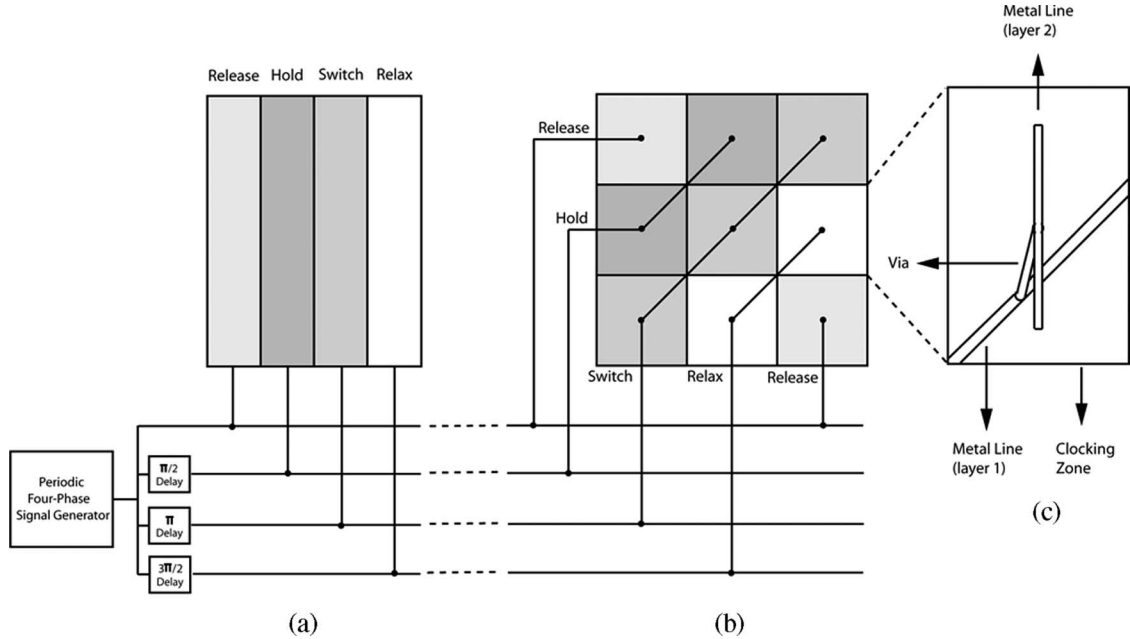 Release Hold Switch Relax
Release
Hold
Switch Relax Release
Periodic
Four-Phase
Signal Generator
π/2
Delay
π
Delay
3π/2
Delay
Metal Line
(layer 2)
Via
Metal Line
(layer 1)
Clocking
Zone
(a)
(b)
(c)